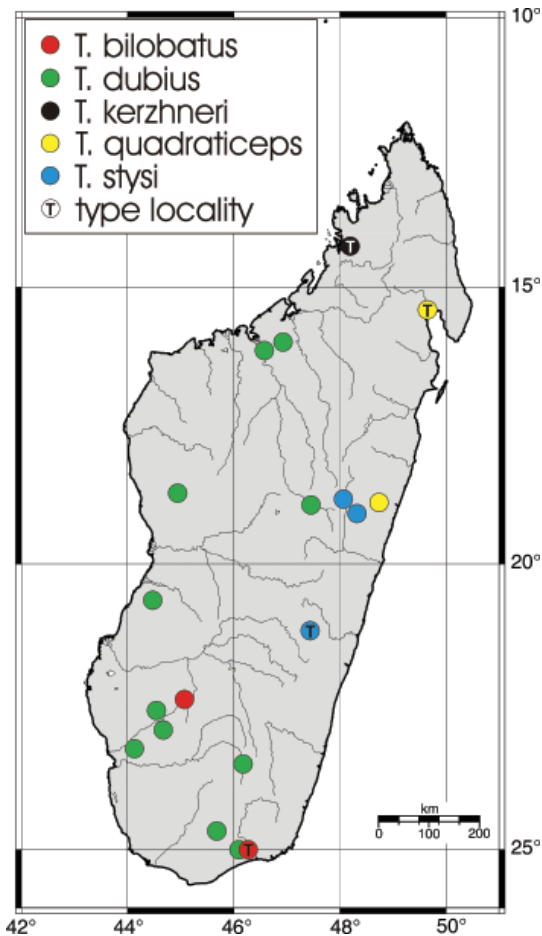 T. bilobatus
T. dubius
T. kerzhneri
T. quadraticeps
T. stysi
T type locality
10°
T
15°
T
20°
T
km
0 100 200
T
25°
42° 44° 46° 48° 50°